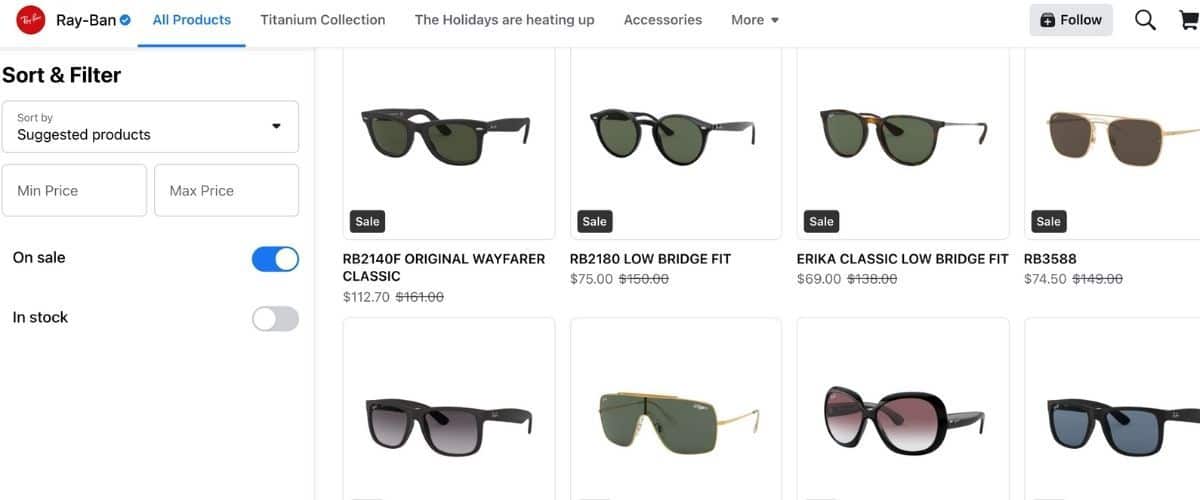 Ray-Ban
Ray-Ban All Products Titanium Collection The Holidays are heating up Accessories More Follow
Sort & Filter
Sort by
Suggested products
Min Price Max Price
On sale
In stock
Sale Sale Sale Sale
RB2140F ORIGINAL WAYFARER
CLASSIC
$112.70 $161.00
RB2180 LOW BRIDGE FIT
$75.00 $150.00
ERIKA CLASSIC LOW BRIDGE FIT
$69.00 $138.00
RB3588
$74.50 $149.00